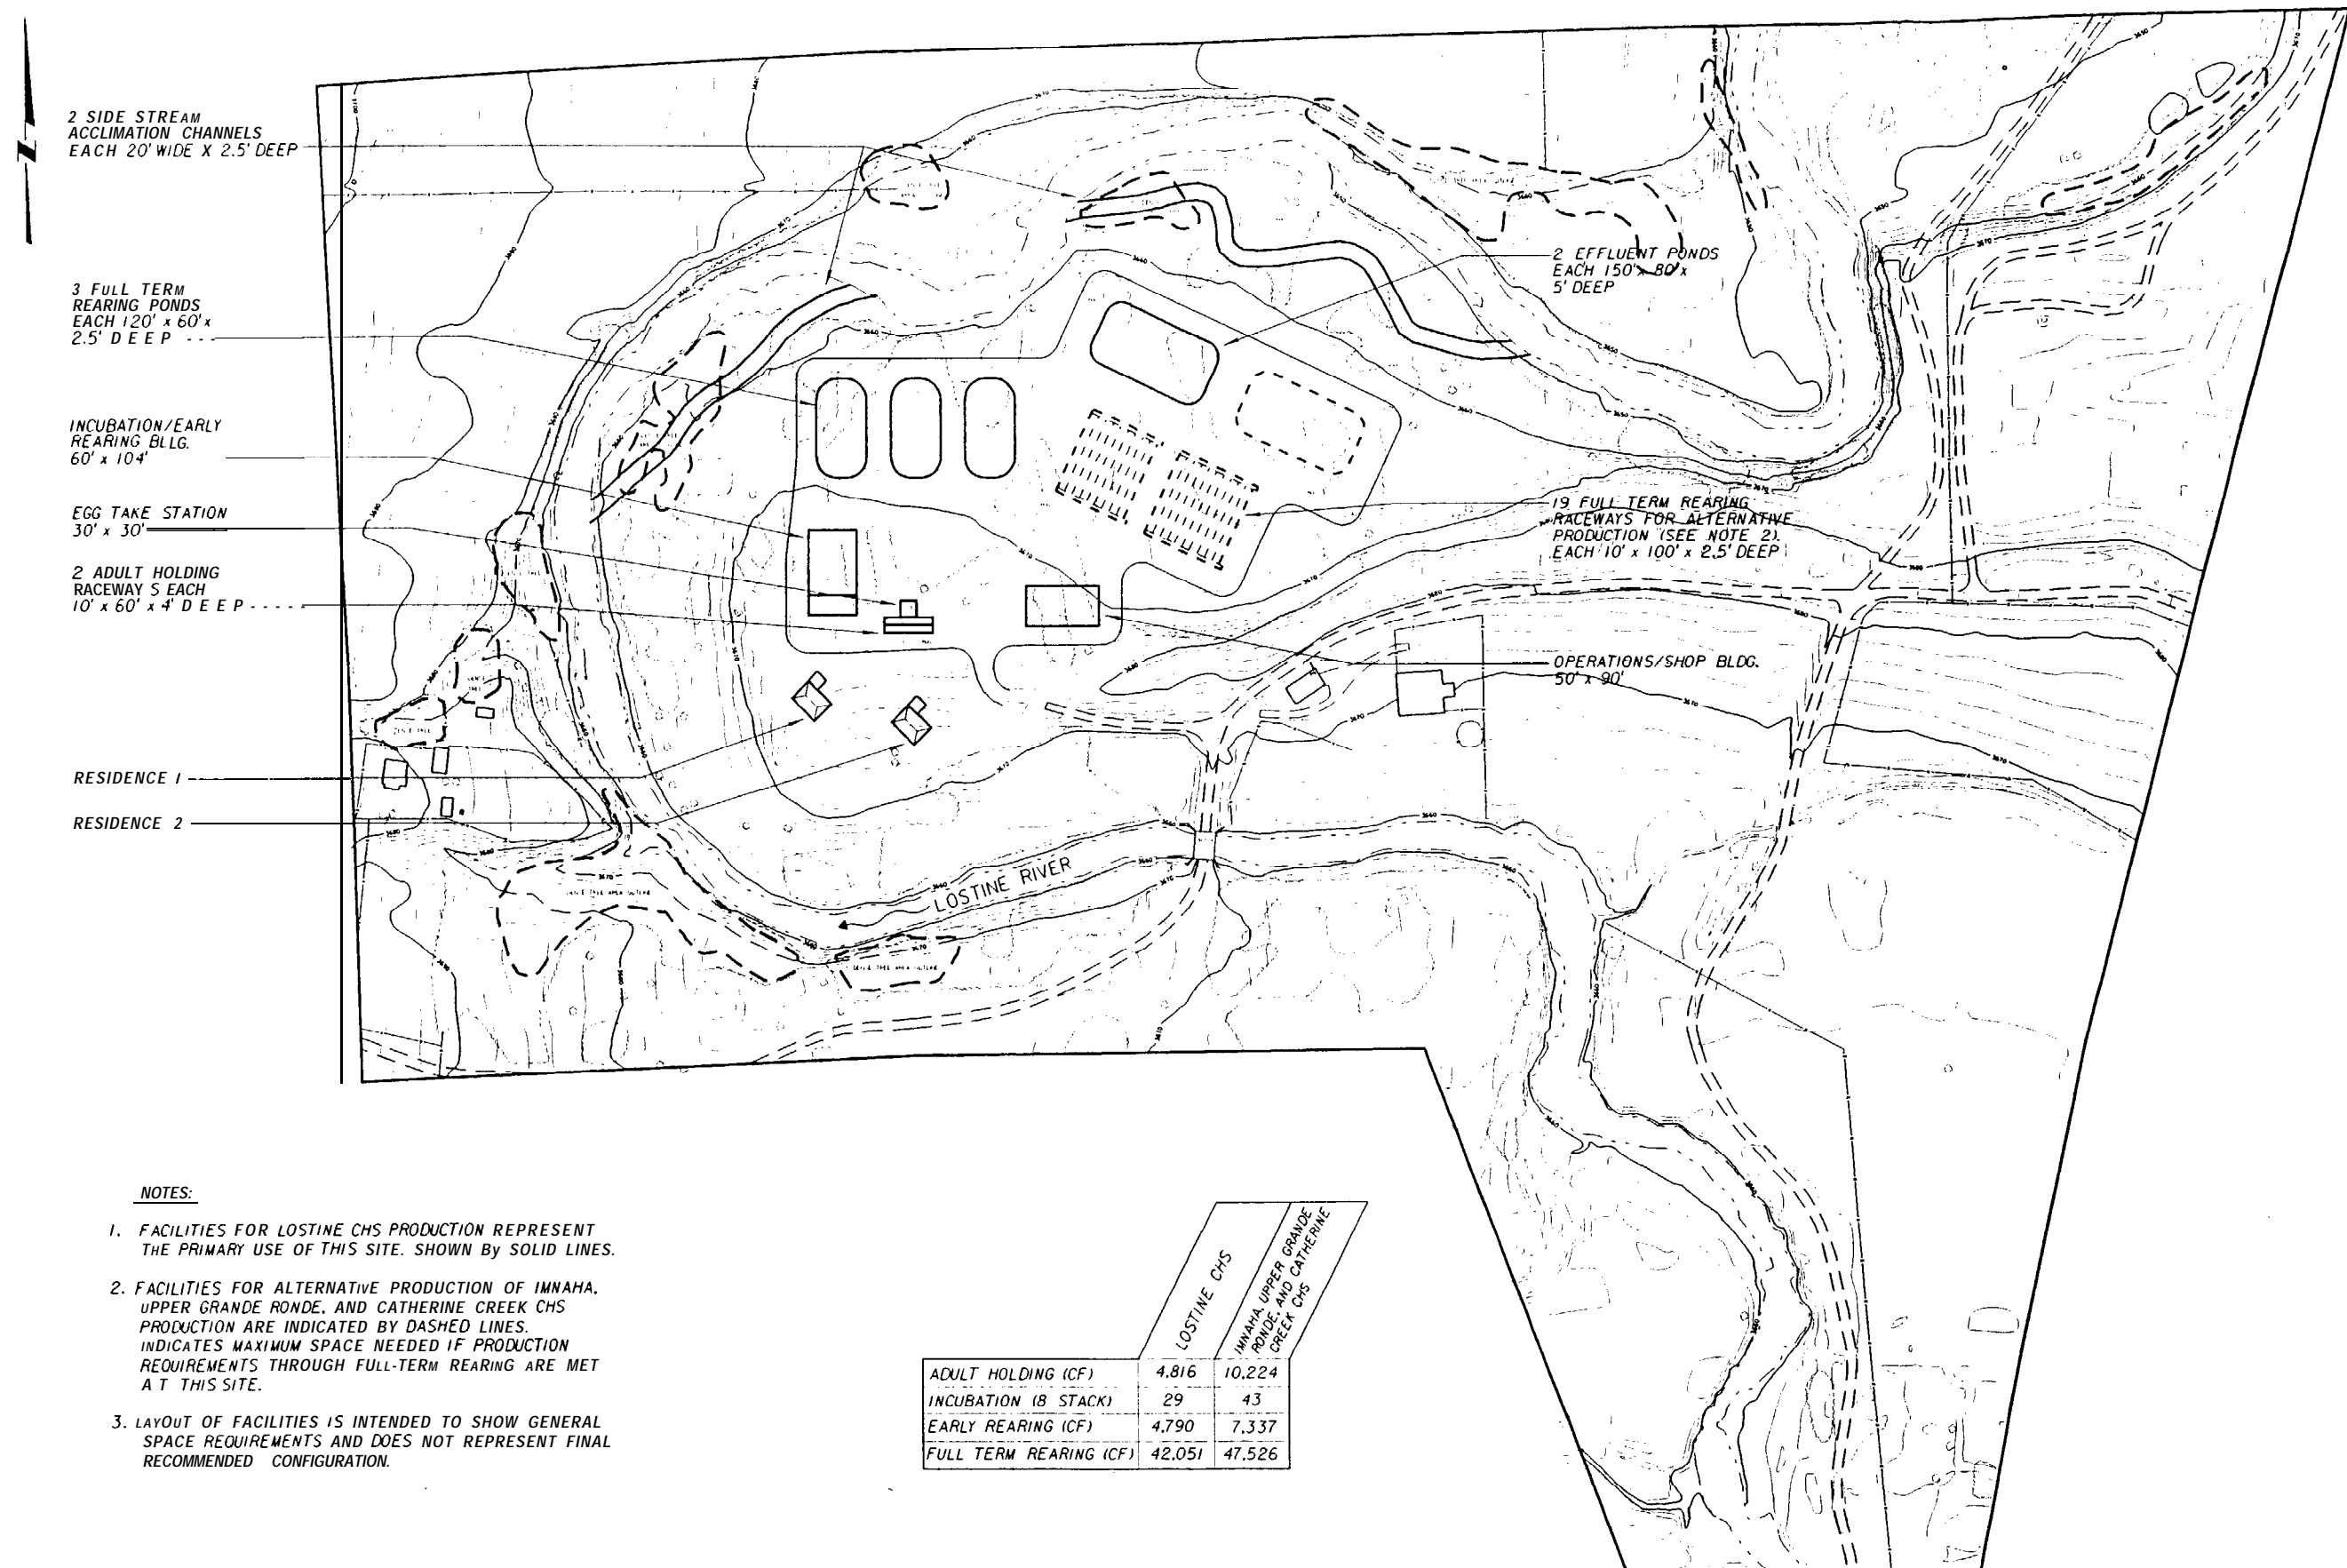 2 SIDE STREAM
ACCLIMATION CHANNELS
EACH 20' WIDE X 2.5' DEEP
3 FULL TERM
REARING PONDS
EACH 120' x 60' x
2.5' DEEP ---
INCUBATION/EARLY
REARING BLLG.
60' x 104'
EGG TAKE STATION
30' x 30'
2 ADULT HOLDING
RACEWAY S EACH
10' x 60' x 4' DEEP-----
RESIDENCE 1
RESIDENCE 2
2 EFFLUENT PONDS
EACH 150' x 80' x
5' DEEP
19 FULL TERM REARING
RACEWAYS FOR ALTERNATIVE
PRODUCTION (SEE NOTE 2).
EACH 10' x 100' x 2.5' DEEP
OPERATIONS/SHOP BLDG.
50' x 90'
LOSTINE RIVER
NOTES:
1. FACILITIES FOR LOSTINE CHS PRODUCTION REPRESENT
THE PRIMARY USE OF THIS SITE. SHOWN By SOLID LINES.
2. FACILITIES FOR ALTERNATIVE PRODUCTION OF IMNAHA,
UPPER GRANDE RONDE, AND CATHERINE CREEK CHS
PRODUCTION ARE INDICATED BY DASHED LINES.
INDICATES MAXIMUM SPACE NEEDED IF PRODUCTION
REQUIREMENTS THROUGH FULL-TERM REARING ARE MET
A T THIS SITE.
3. LAYOUT OF FACILITIES IS INTENDED TO SHOW GENERAL
SPACE REQUIREMENTS AND DOES NOT REPRESENT FINAL
RECOMMENDED CONFIGURATION.
LOSTINE CHS
IMNAHA, UPPER GRANDE
RONDE, AND CATHERINE
CREEK CHS
ADULT HOLDING (CF) 4,816 10,224
INCUBATION (8 STACK) 29 43
EARLY REARING (CF) 4,790 7,337
FULL TERM REARING (CF) 42,051 47,526